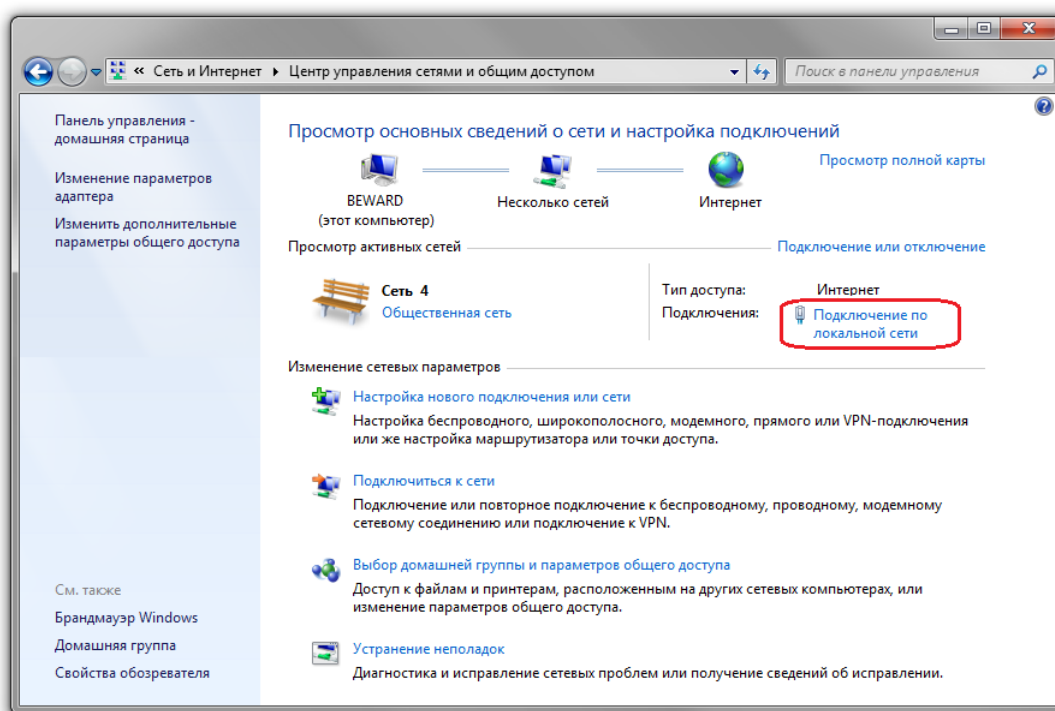 « Сеть и Интернет
Центр управления сетями и общим доступом
Поиск в панели управления
Панель управления -
домашняя страница
Изменение параметров
адаптера
Изменить дополнительные
параметры общего доступа
См. также
Брандмауэр Windows
Домашняя группа
Свойства обозревателя
Просмотр основных сведений о сети и настройка подключений
Просмотр полной карты
BEWARD
(этот компьютер)
Несколько сетей
Интернет
Просмотр активных сетей
Подключение или отключение
Сеть 4
Общественная сеть
Тип доступа: Интернет
Подключения: Подключение по
локальной сети
Изменение сетевых параметров
Настройка нового подключения или сети
Настройка беспроводного, широкополосного, модемного, прямого или VPN-подключения
или же настройка маршрутизатора или точки доступа.
Подключиться к сети
Подключение или повторное подключение к беспроводному, проводному, модемному
сетевому соединению или подключение к VPN.
Выбор домашней группы и параметров общего доступа
Доступ к файлам и принтерам, расположенным на других сетевых компьютерах, или
изменение параметров общего доступа.
Устранение неполадок
Диагностика и исправление сетевых проблем или получение сведений об исправлении.